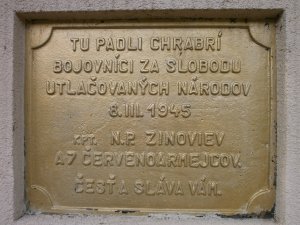 TU PADLI CHRABRÍ
BOJOVNÍCI ZA SLOBODU
UTLAČOVANÝCH NÁRODOV
8.III.1945
KPT. N.P. ZINOVIEV
A 7 ČERVENOARMEJCOV.
ČESŤ A SLÁVA VÁM.